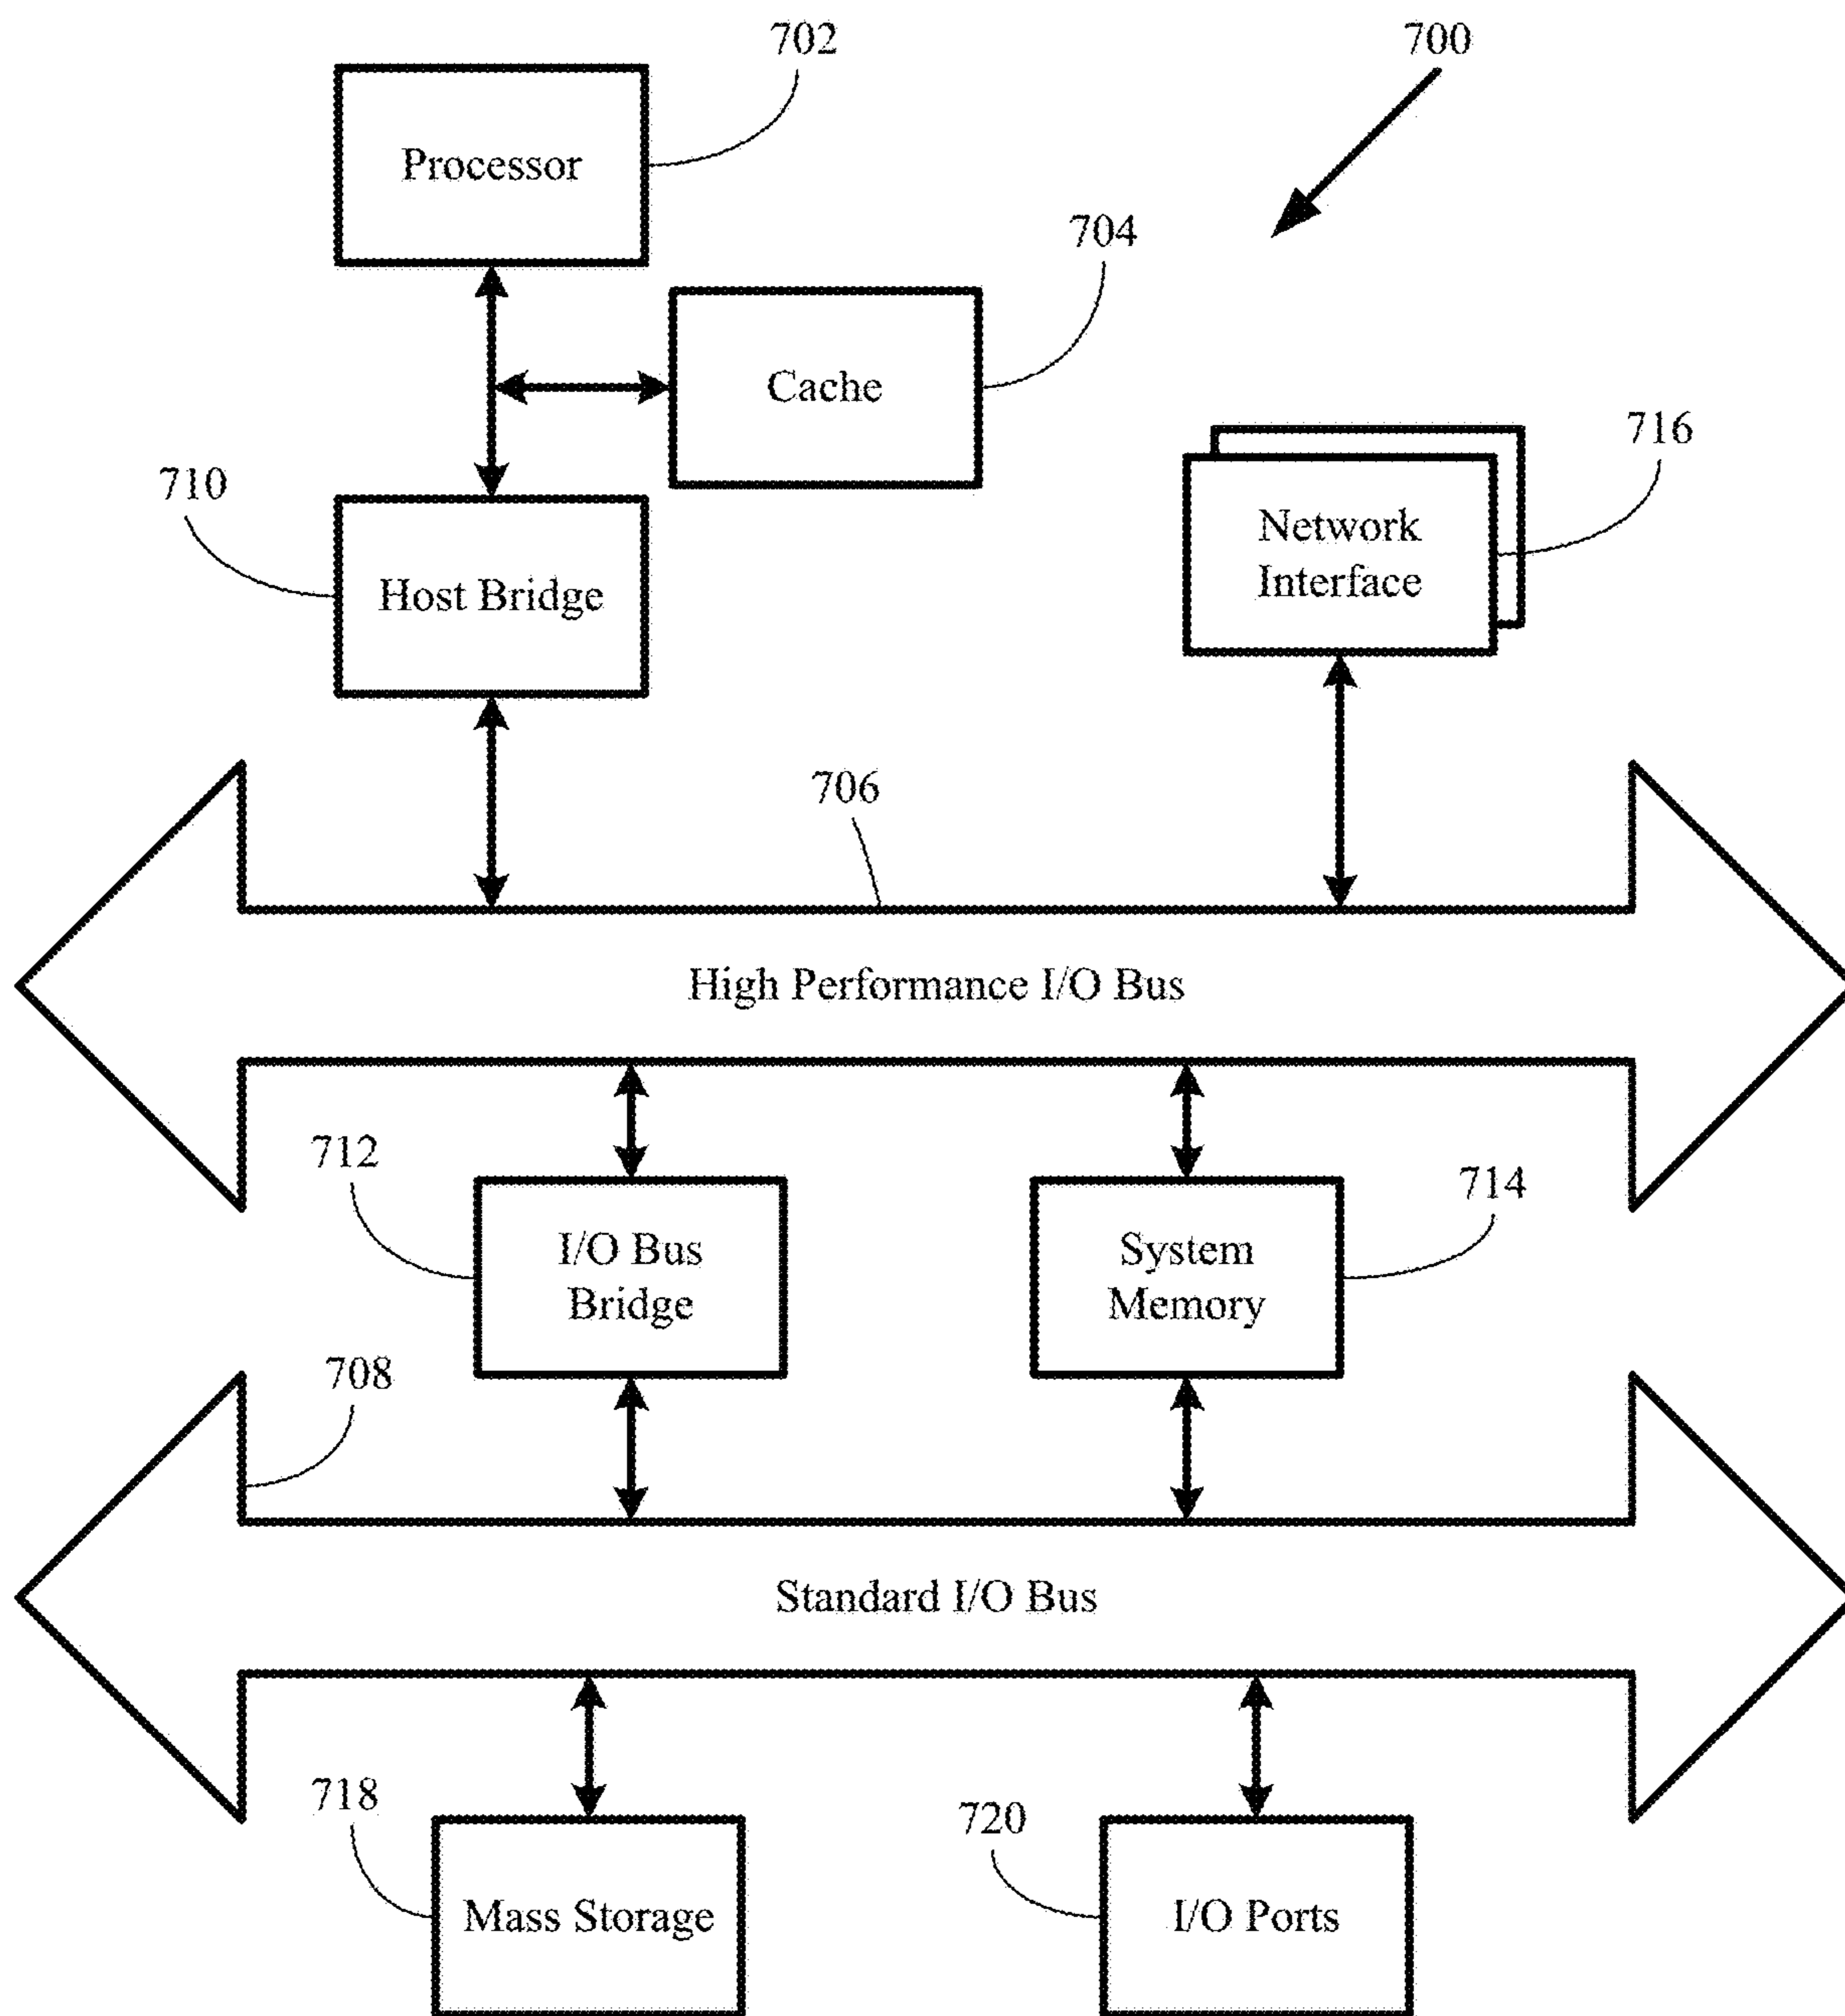 702
700
Processor
704
Cache
716
710
Network
Interface
Host Bridge
706
High Performance I/O Bus
712
714
I/O Bus
Bridge
System
Memory
708
Standard I/O Bus
718
720
Mass Storage
I/O Ports